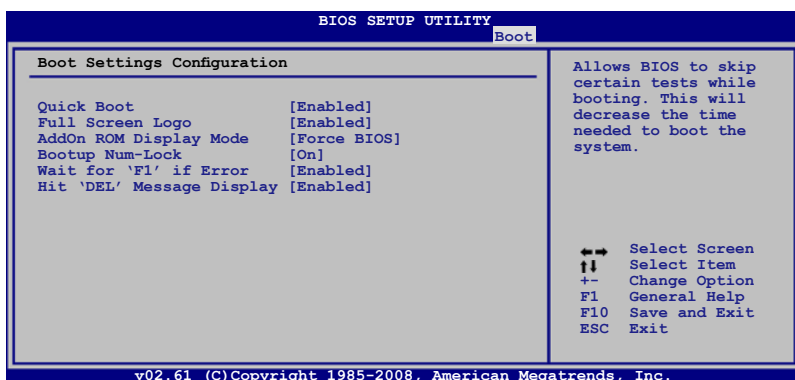 BIOS SETUP UTILITY
Boot
Boot Settings Configuration
Quick Boot [Enabled]
Full Screen Logo [Enabled]
AddOn ROM Display Mode [Force BIOS]
Bootup Num-Lock [On]
Wait for ‘F1’ if Error [Enabled]
Hit ‘DEL’ Message Display [Enabled]
Allows BIOS to skip
certain tests while
booting. This will
decrease the time
needed to boot the
system.
←→ Select Screen
↑↓ Select Item
+- Change Option
F1 General Help
F10 Save and Exit
ESC Exit
v02.61 (C)Copyright 1985-2008, American Megatrends, Inc.